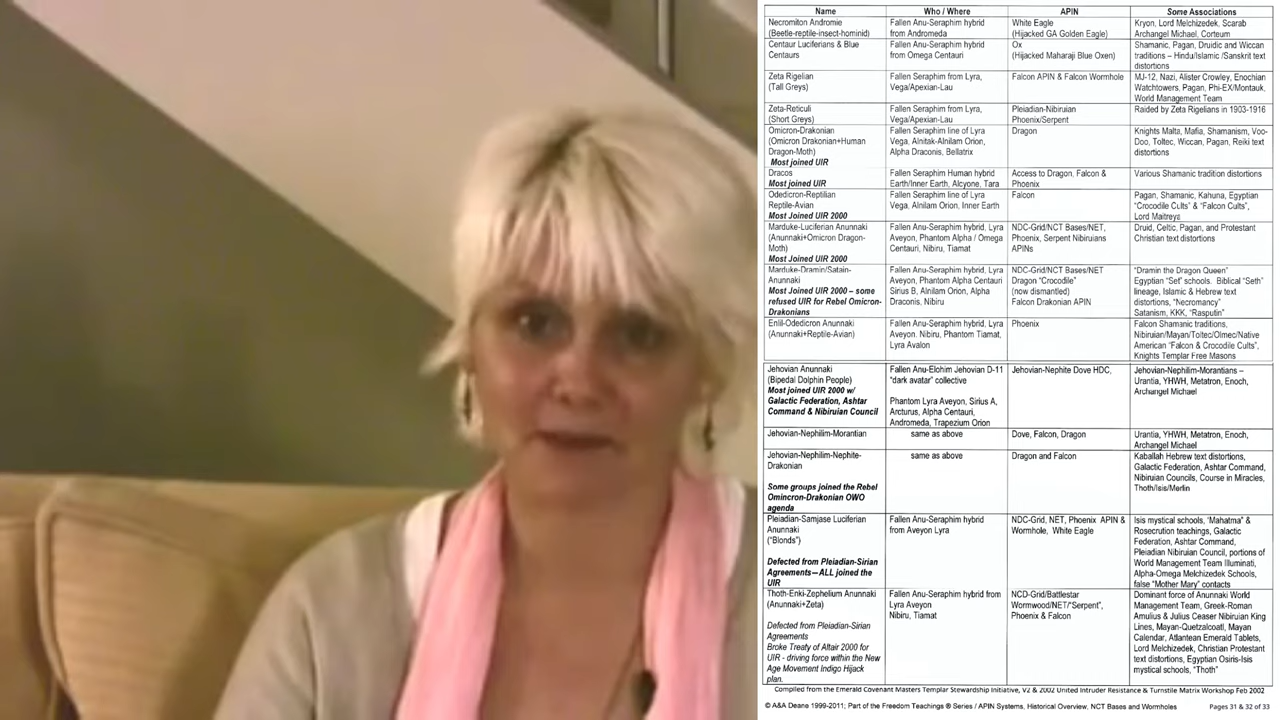 Name Who / Where APIN Some Associations
Necromiton Andromie
(Beetle-reptile-insect-hominid)
Fallen Anu-Seraphim hybrid
from Andromeda
White Eagle
(Hijacked GA Golden Eagle)
Kryon, Lord Melchizedek, Scarab
Archangel Michael, Corteum
Centaur Luciferians & Blue
Centaurs
Fallen Anu-Seraphim hybrid
from Omega Centauri
Ox
(Hijacked Maharaji Blue Oxen)
Shamanic, Pagan, Druidic and Wiccan
traditions – Hindu/Islamic /Sanskrit text
distortions
Zeta Rigelian
(Tall Greys)
Fallen Seraphim from Lyra,
Vega/Apexian-Lau
Falcon APIN & Falcon Wormhole
MJ-12, Nazi, Alister Crowley, Enochian
Watchtowers, Pagan, Phi-EX/Montauk,
World Management Team
Zeta-Reticuli
(Short Greys)
Fallen Seraphim from Lyra,
Vega/Apexian-Lau
Pleiadian-Nibiruian
Phoenix/Serpent
Raided by Zeta Rigelians in 1903-1916
Omicron-Drakonian
(Omicron Drakonian+Human
Dragon-Moth)
Most joined UIR
Fallen Seraphim line of Lyra
Vega, Alnitak-Alnilam Orion,
Alpha Draconis, Bellatrix
Dragon
Knights Malta, Mafia, Shamanism, Voo-
Doo, Toltec, Wiccan, Pagan, Reiki text
distortions
Dracos
Most joined UIR
Fallen Seraphim Human hybrid
Earth/Inner Earth, Alcyone, Tara
Access to Dragon, Falcon &
Phoenix
Various Shamanic tradition distortions
Odedicron-Reptilian
Reptile-Avian
Most Joined UIR 2000
Fallen Seraphim line of Lyra
Vega, Alnilam Orion, Inner Earth
Falcon
Pagan, Shamanic, Kahuna, Egyptian
"Crocodile Cults" & "Falcon Cults",
Lord Maitreya
Marduke-Luciferian Anunnaki
(Anunnaki+Omicron Dragon-
Moth)
Most Joined UIR 2000
Fallen Anu-Seraphim hybrid, Lyra
Aveyon, Phantom Alpha / Omega
Centauri, Nibiru, Tiamat
NDC-Grid/NCT Bases/NET,
Phoenix, Serpent Nibiruians
APINs
Druid, Celtic, Pagan, and Protestant
Christian text distortions
Marduke-Dramin/Satain-
Anunnaki
Most Joined UIR 2000 – some
refused UIR for Rebel Omicron-
Drakonians
Fallen Anu-Seraphim hybrid, Lyra
Aveyon, Phantom Alpha Centauri
Sirius B, Alnilam Orion, Alpha
Draconis, Nibiru
NDC-Grid/NCT Bases/NET
Dragon "Crocodile"
(now dismantled)
Falcon Drakonian APIN
"Dramin the Dragon Queen"
Egyptian "Set" schools. Biblical "Seth"
lineage, Islamic & Hebrew text
distortions, "Necromancy"
Satanism, KKK, "Rasputin"
Enlil-Odedicron Anunnaki
(Anunnaki+Reptile-Avian)
Fallen Anu-Seraphim hybrid, Lyra
Aveyon. Nibiru, Phantom Tiamat,
Lyra Avalon
Phoenix
Falcon Shamanic traditions,
Nibiruian/Mayan/Toltec/Olmec/Native
American "Falcon & Crocodile Cults",
Knights Templar Free Masons
Jehovian Anunnaki
(Bipedal Dolphin People)
Most joined UIR 2000 w/
Galactic Federation, Ashtar
Command & Nibiruian Council
Fallen Anu-Elohim Jehovian D-11
"dark avatar" collective
Phantom Lyra Aveyon, Sirius A,
Arcturus, Alpha Centauri,
Andromeda, Trapezium Orion
Jehovian-Nephite Dove HDC,
Jehovian-Nephilim-Morantians –
Urantia, YHWH, Metatron, Enoch,
Archangel Michael
Jehovian-Nephilim-Morantian
same as above
Dove, Falcon, Dragon
Urantia, YHWH, Metatron, Enoch,
Archangel Michael
Jehovian-Nephilim-Nephite-
Drakonian
Some groups joined the Rebel
Omincron-Drakonian OWO
agenda
same as above
Dragon and Falcon
Kaballah Hebrew text distortions,
Galactic Federation, Ashtar Command,
Nibiruian Councils, Course in Miracles,
Thoth/Isis/Merlin
Pleiadian-Samjase Luciferian
Anunnaki
("Blonds")
Defected from Pleiadian-Sirian
Agreements—ALL joined the
UIR
Fallen Anu-Seraphim hybrid
from Aveyon Lyra
NDC-Grid, NET, Phoenix APIN &
Wormhole, White Eagle
Isis mystical schools, "Mahatma" &
Rosecrution teachings, Galactic
Federation, Ashtar Command,
Pleiadian Nibiruian Council, portions of
World Management Team Illuminati,
Alpha-Omega Melchizedek Schools,
false "Mother Mary" contacts
Thoth-Enki-Zephelium Anunnaki
(Anunnaki+Zeta)
Defected from Pleiadian-Sirian
Agreements
Broke Treaty of Altair 2000 for
UIR - driving force within the New
Age Movement Indigo Hijack
plan.
Fallen Anu-Seraphim hybrid from
Lyra Aveyon
Nibiru, Tiamat
NCD-Grid/Battlestar
Wormwood/NET/"Serpent",
Phoenix & Falcon
Dominant force of Anunnaki World
Management Team, Greek-Roman
Amulius & Julius Ceaser Nibiruian King
Lines, Mayan-Quetzalcoatl, Mayan
Calendar, Atlantean Emerald Tablets,
Lord Melchizedek, Christian Protestant
text distortions, Egyptian Osiris-Isis
mystical schools, "Thoth"
Compiled from the Emerald Covenant Masters Templar Stewardship Initiative, V2 & 2002 United Intruder Resistance & Turnstile Matrix Workshop Feb 2002
© A&A Deane 1999-2011; Part of the Freedom Teachings ® Series / APIN Systems, Historical Overview, NCT Bases and Wormholes Pages 31 & 32 of 33